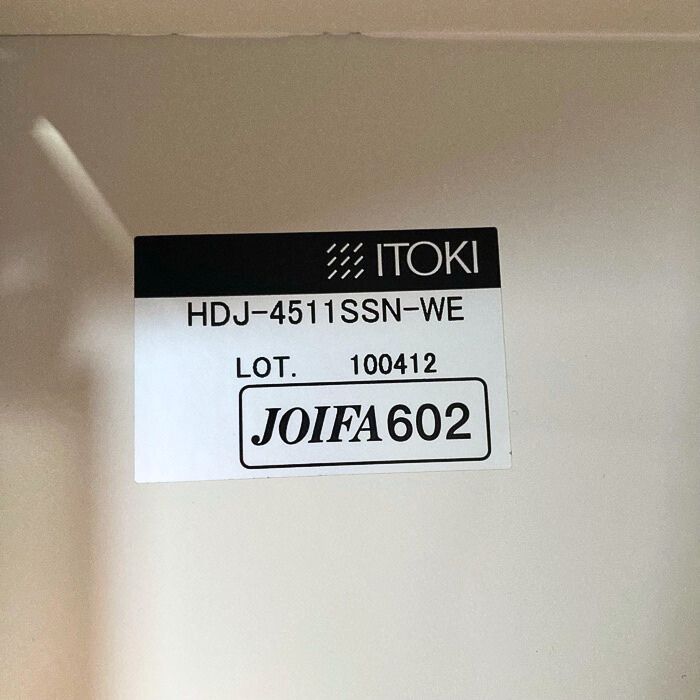 ITOKI
HDJ-4511SSN-WE
LOT. 100412
JOIFA602